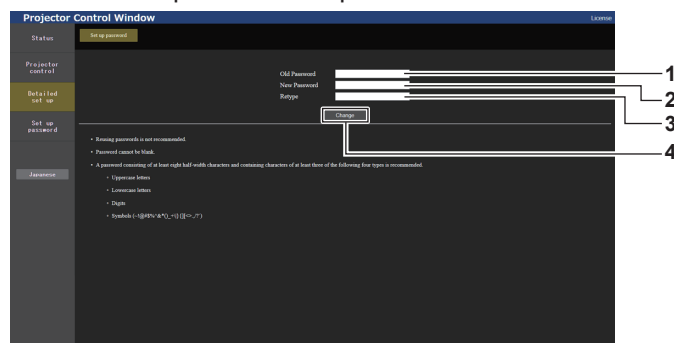 Projector Control Window
License
Status
Set up password
Projector
control
Detailed
set up
Set up
password
Japanese
Old Password
New Password
Retype
Change
1
2
3
4
• Reusing passwords is not recommended.
• Password cannot be blank.
• A password consisting of at least eight half-width characters and containing characters of at least three of the following four types is recommended.
◦ Uppercase letters
◦ Lowercase letters
◦ Digits